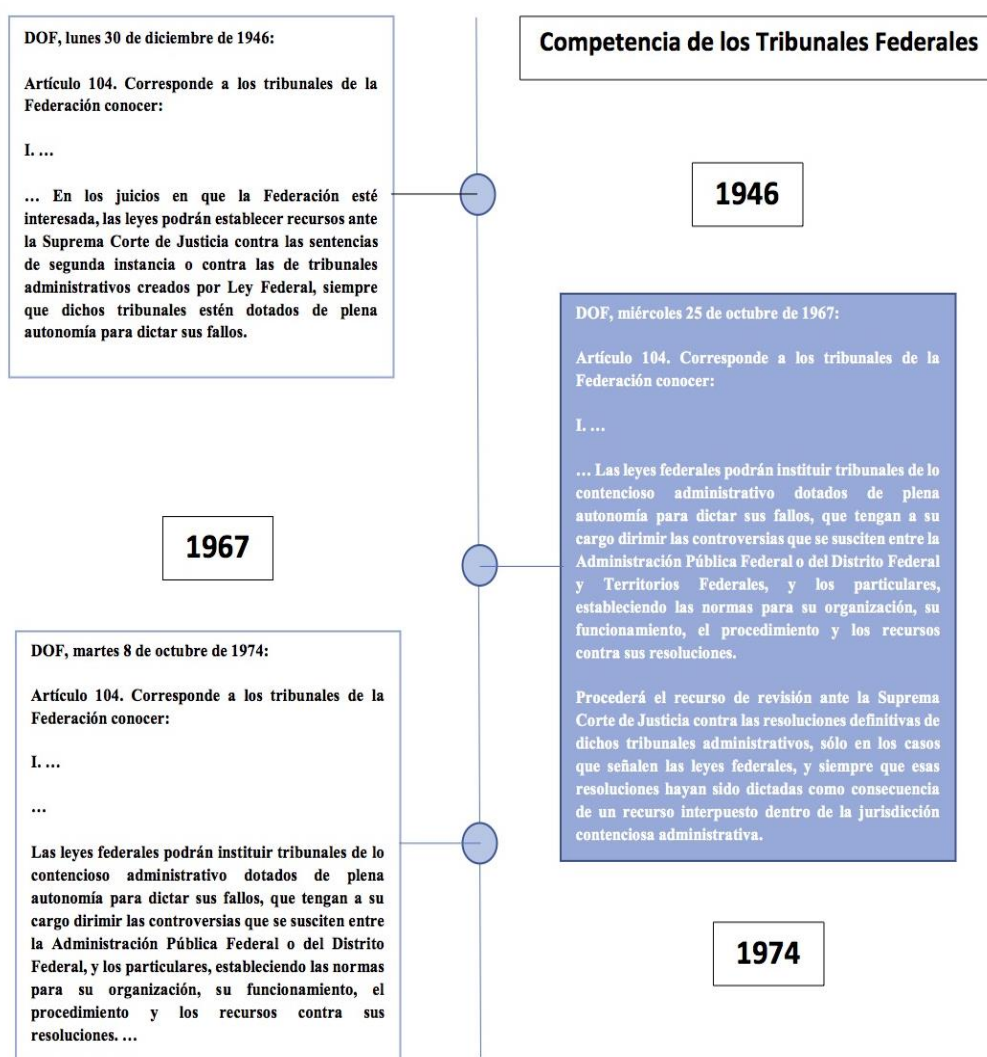 Competencia de los Tribunales Federales
DOF, lunes 30 de diciembre de 1946:
Artículo 104. Corresponde a los tribunales de la
Federación conocer:
I. ...
... En los juicios en que la Federación esté
interesada, las leyes podrán establecer recursos ante
la Suprema Corte de Justicia contra las sentencias
de segunda instancia o contra las de tribunales
administrativos creados por Ley Federal, siempre
que dichos tribunales estén dotados de plena
autonomía para dictar sus fallos.
1946
1967
DOF, miércoles 25 de octubre de 1967:
Artículo 104. Corresponde a los tribunales de la
Federación conocer:
I. ...
... Las leyes federales podrán instituir tribunales de lo
contencioso administrativo dotados de plena
autonomía para dictar sus fallos, que tengan a su
cargo dirimir las controversias que se susciten entre la
Administración Pública Federal o del Distrito Federal
y Territorios Federales, y los particulares,
estableciendo las normas para su organización, su
funcionamiento, el procedimiento y los recursos
contra sus resoluciones.
Procederá el recurso de revisión ante la Suprema
Corte de Justicia contra las resoluciones definitivas de
dichos tribunales administrativos, sólo en los casos
que señalen las leyes federales, y siempre que esas
resoluciones hayan sido dictadas como consecuencia
de un recurso interpuesto dentro de la jurisdicción
contenciosa administrativa.
DOF, martes 8 de octubre de 1974:
Artículo 104. Corresponde a los tribunales de la
Federación conocer:
I. ...
...
Las leyes federales podrán instituir tribunales de lo
contencioso administrativo dotados de plena
autonomía para dictar sus fallos, que tengan a su
cargo dirimir las controversias que se susciten entre
la Administración Pública Federal o del Distrito
Federal, y los particulares, estableciendo las normas
para su organización, su funcionamiento, el
procedimiento y los recursos contra sus
resoluciones. ...
1974